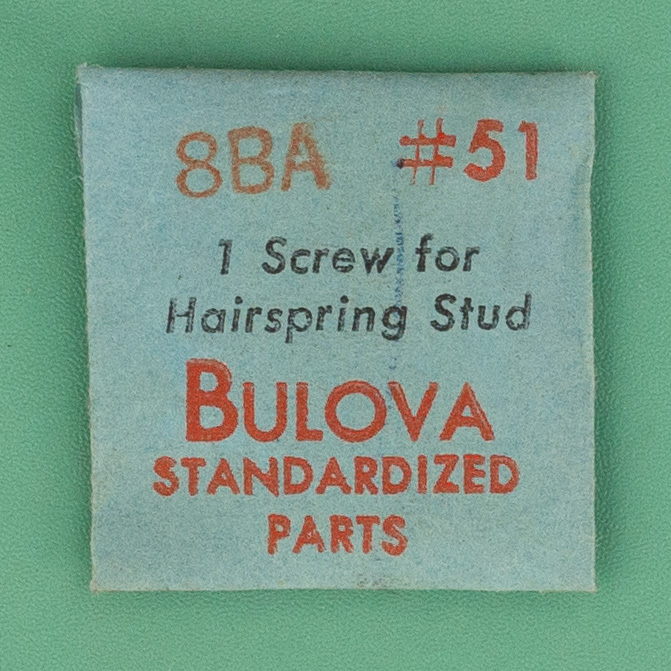 8BA #51
1 Screw for
Hairspring Stud
BULOVA
STANDARDIZED
PARTS